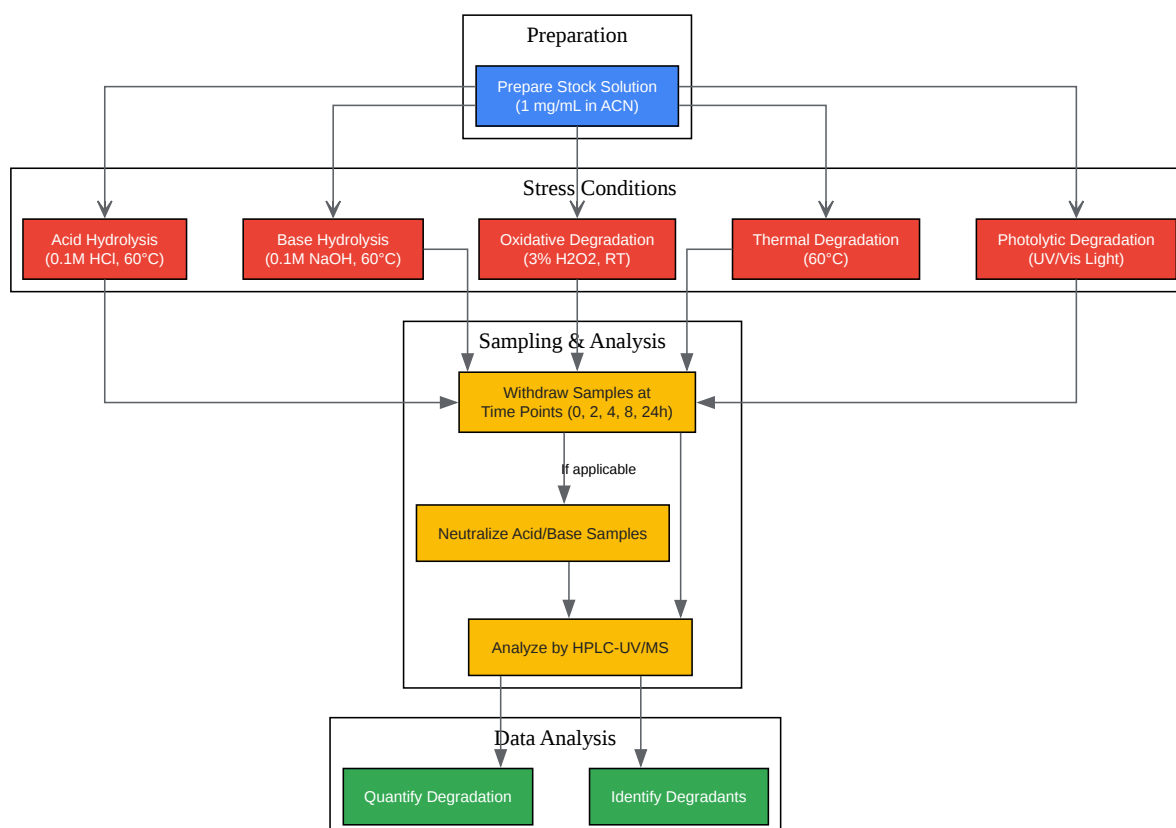 Preparation
Prepare Stock Solution
(1 mg/mL in ACN)
Stress Conditions
Acid Hydrolysis
(0.1M HCl, 60°C)
Base Hydrolysis
(0.1M NaOH, 60°C)
Oxidative Degradation
(3% H2O2, RT)
Thermal Degradation
(60°C)
Photolytic Degradation
(UV/Vis Light)
Sampling & Analysis
Withdraw Samples at
Time Points (0, 2, 4, 8, 24h)
If applicable
Neutralize Acid/Base Samples
Analyze by HPLC-UV/MS
Data Analysis
Quantify Degradation
Identify Degradants